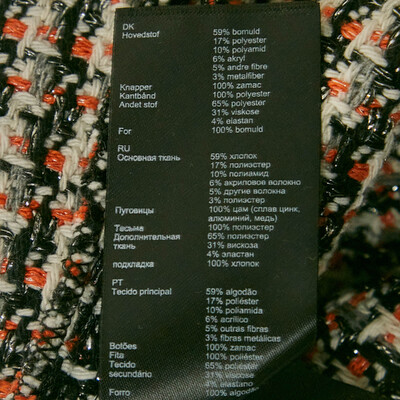 DK
Hovedstof 59% bomuld
17% polyester
10% polyamid
6% akryl
5% andre fibre
3% metalfiber
Knapper 100% zamac
Kantbånd 100% polyester
Andet stof 65% polyester
31% viskose
4% elastan
For 100% bomuld
RU
Основная ткань 59% хлопок
17% полиэстер
10% полиамид
6% акриловое волокно
5% другие волокна
3% полиэстер
Пуговицы 100% цам (сплав цинк,
алюминий, медь)
Тесьма 100% полиэстер
Дополнительная 65% полиэстер
ткань 31% вискоза
4% эластан
подкладка 100% хлопок
PT
Tecido principal 59% algodão
17% poliéster
10% poliamida
6% acrílico
5% outras fibras
3% fibras metálicas
Botões 100% zamac
Fita 100% poliéster
Tecido 65% poliéster
secundário 31% viscose
4% elastano
Forro 100% algodão